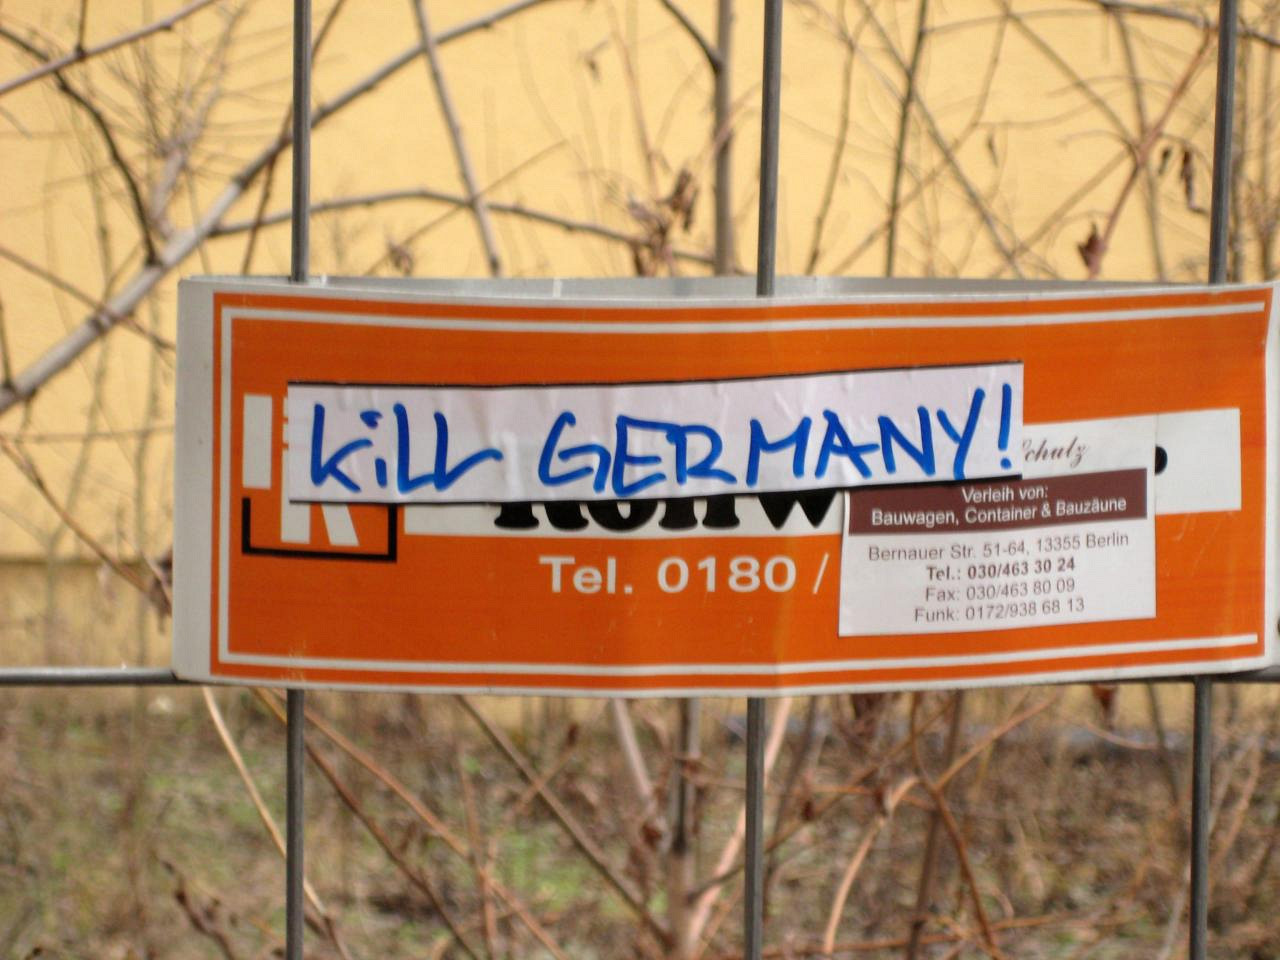 KiLL GERMANY!
Schulz
Verleih von:
Bauwagen, Container & Bauzäune
Tel. 0180 /
Bernauer Str. 51-64, 13355 Berlin
Tel.: 030/463 30 24
Fax: 030/463 80 09
Funk: 0172/938 68 13